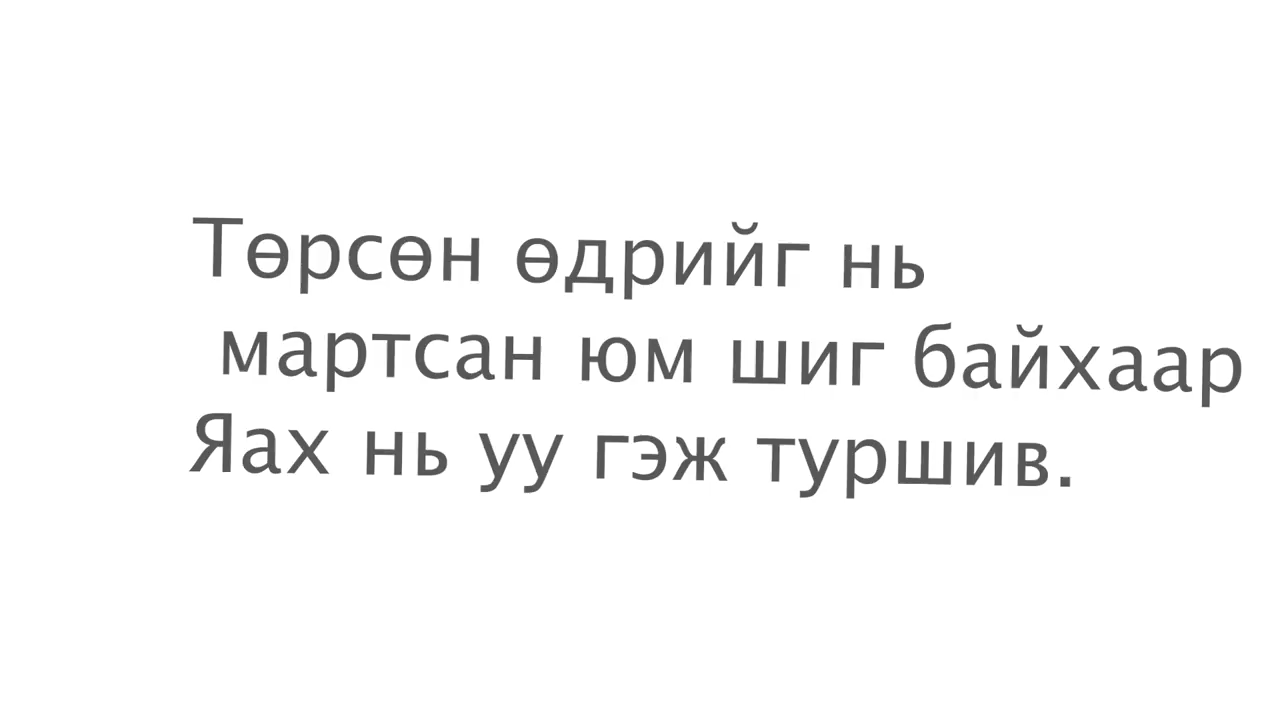 Төрсөн өдрийг нь
мартсан юм шиг байхаар
Яах нь уу гэж туршив.